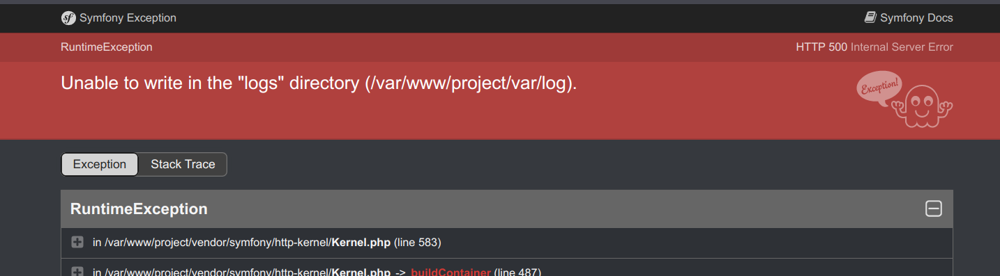 sf Symfony Exception Symfony Docs
RuntimeException HTTP 500 Internal Server Error
Unable to write in the "logs" directory (/var/www/project/var/log).
Exception!
Exception Stack Trace
RuntimeException
in /var/www/project/vendor/symfony/http-kernel/Kernel.php (line 583)
in /var/www/project/vendor/symfony/http-kernel/Kernel.php -> buildContainer (line 487)